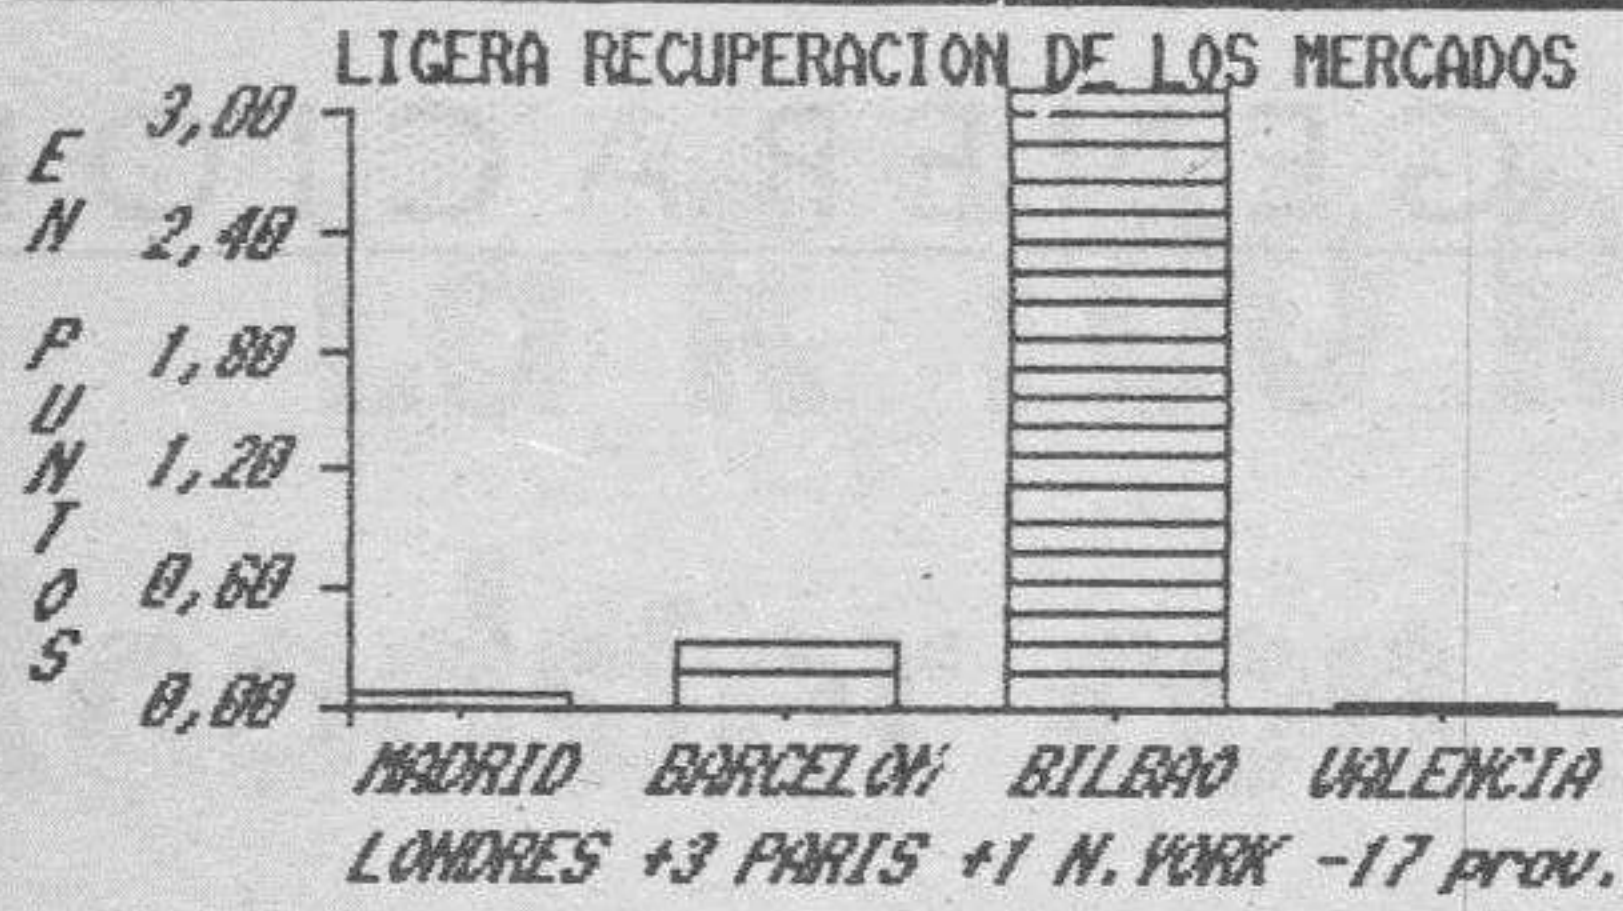 LIGERA RECUPERACION DE LOS MERCADOS
EN PUNTOS
3,00
2,40
1,80
1,20
0,60
0,00
MADRID BARCELON BILBAO VALENCIA
LONDRES +3 PARIS +1 N.YORK -17 prov.